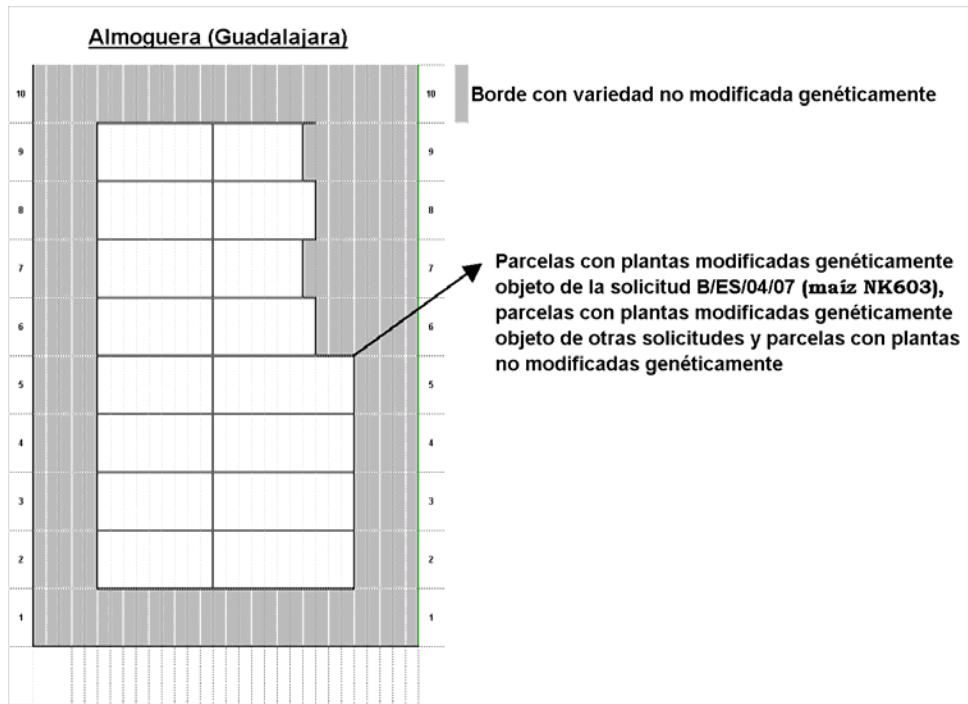 Almoguera (Guadalajara)
10 10
Borde con variedad no modificada genéticamente
9 9
8 8
7 7
Parcelas con plantas modificadas genéticamente
objeto de la solicitud B/ES/04/07 (maíz NK603),
parcelas con plantas modificadas genéticamente
objeto de otras solicitudes y parcelas con plantas
no modificadas genéticamente
6 6
5 5
4 4
3 3
2 2
1 1